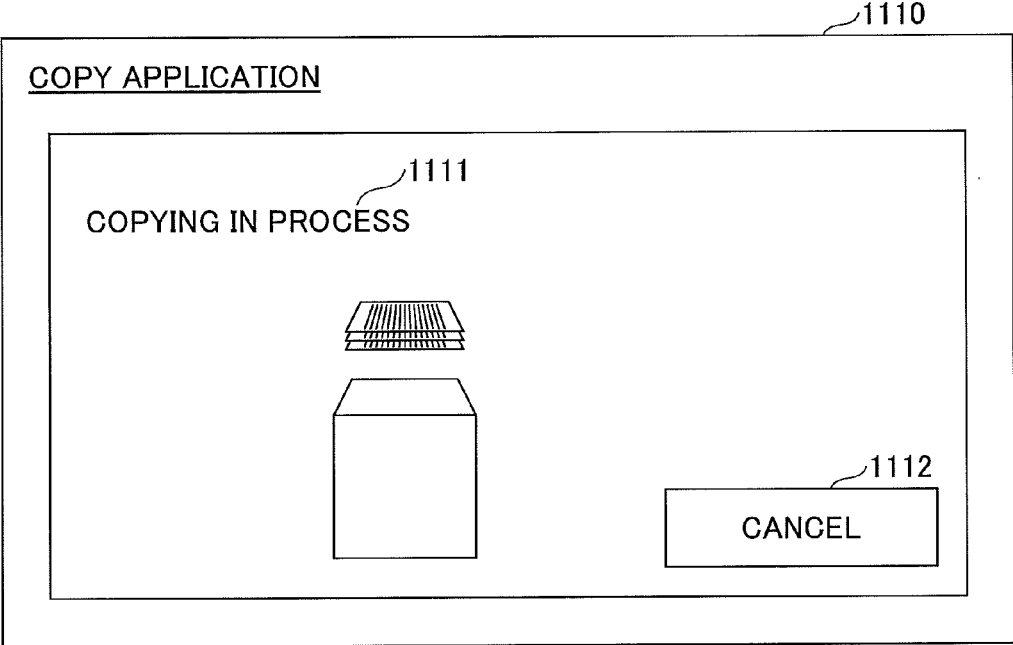 1110
COPY APPLICATION
1111
COPYING IN PROCESS
1112
CANCEL